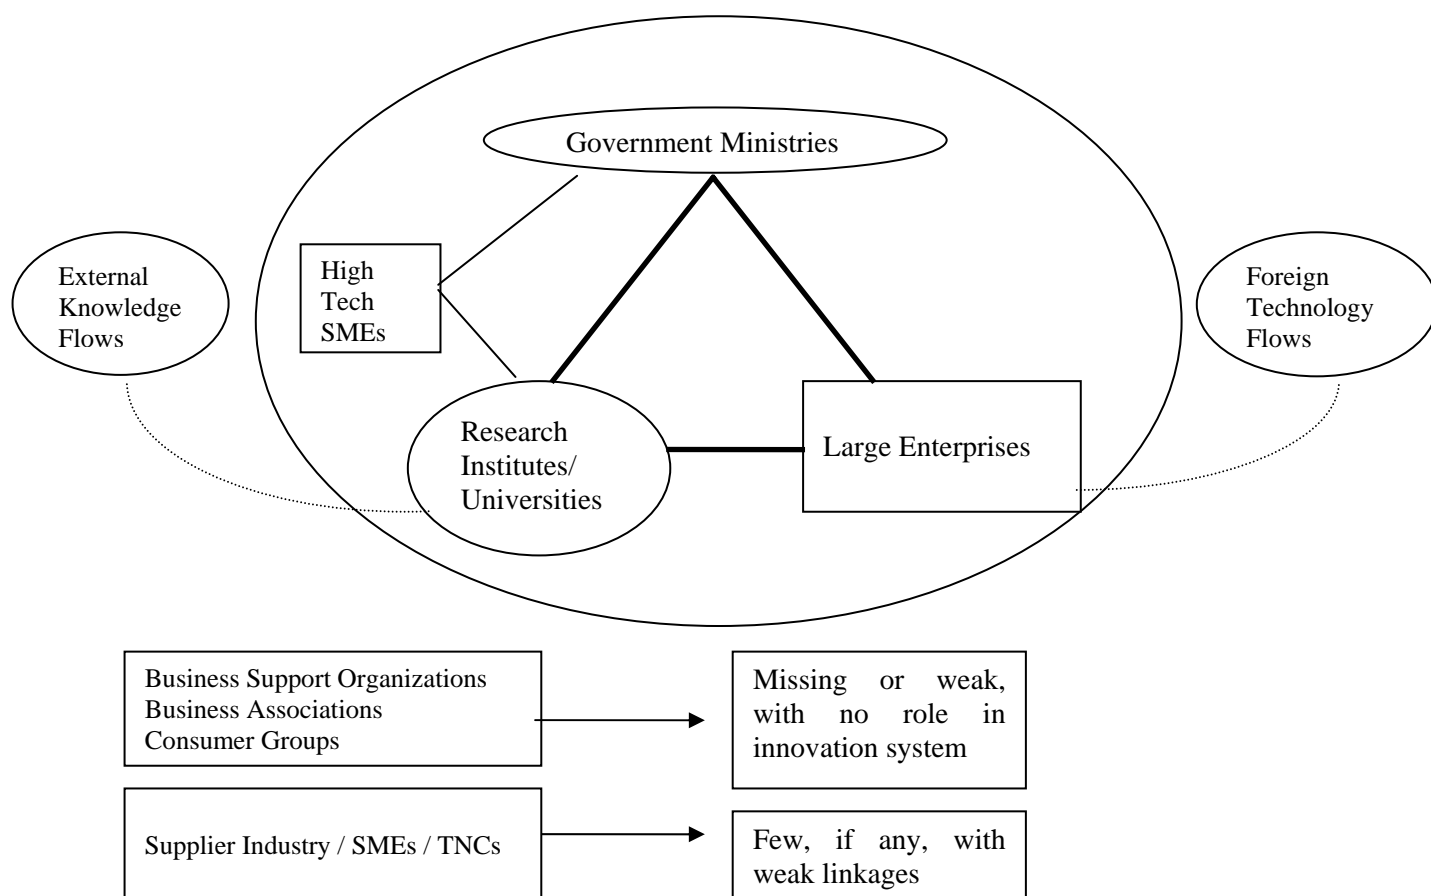 Government Ministries
External
Knowledge
Flows
High
Tech
SMEs
Foreign
Technology
Flows
Research
Institutes/
Universities
Large Enterprises
Business Support Organizations
Business Associations
Consumer Groups
Missing or weak,
with no role in
innovation system
Supplier Industry / SMEs / TNCs
Few, if any, with
weak linkages